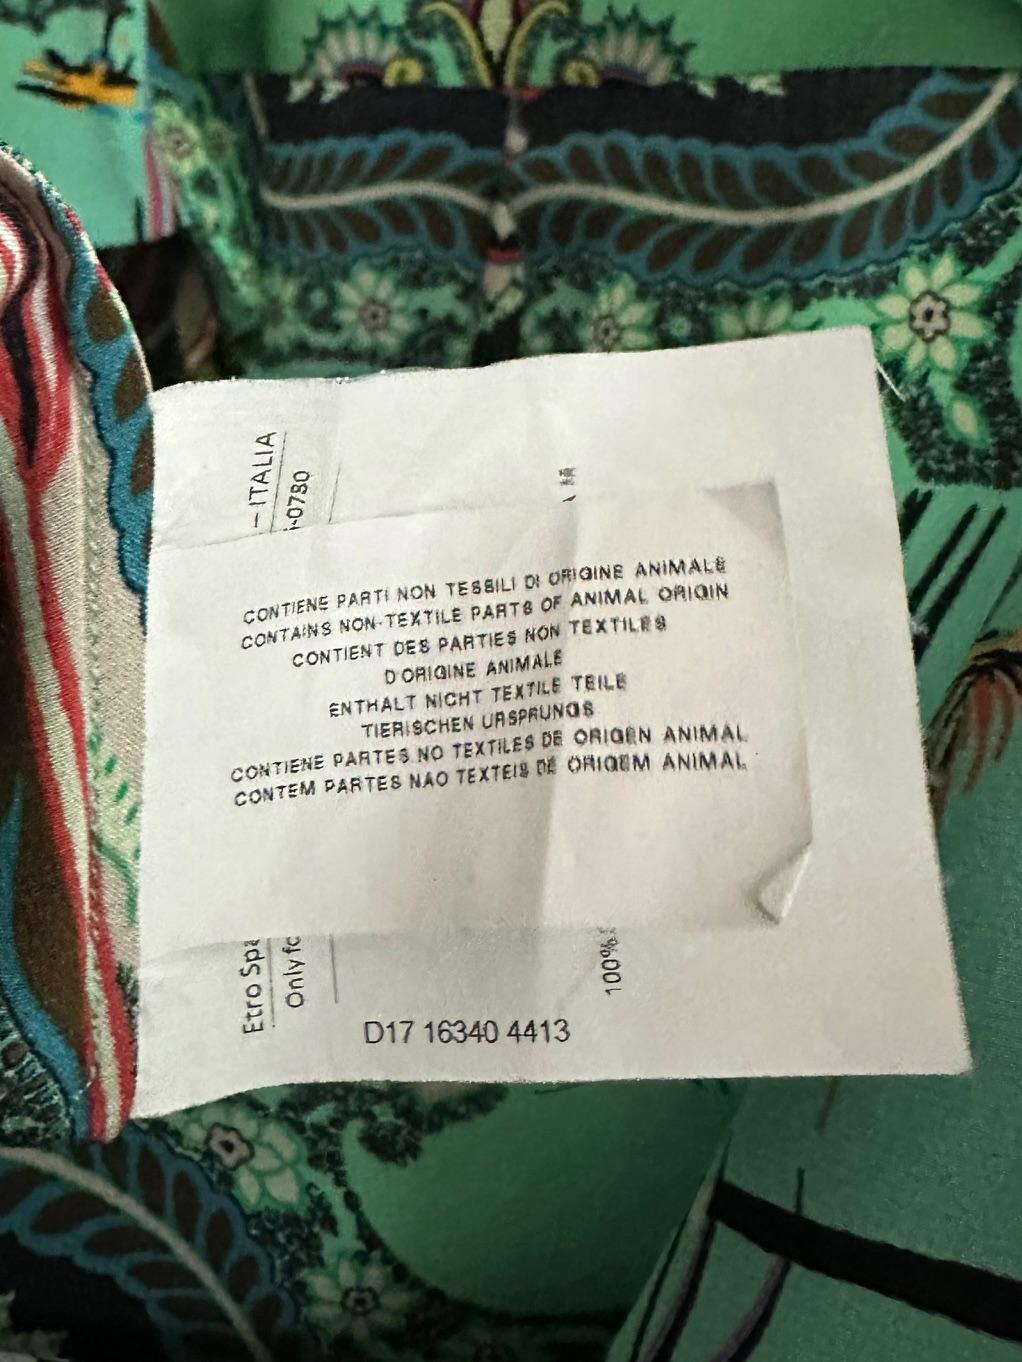 – ITALIA
-0780
CONTIENE PARTI NON TESSILI DI ORIGINE ANIMALE
CONTAINS NON-TEXTILE PARTS OF ANIMAL ORIGIN
CONTIENT DES PARTIES NON TEXTILES
D'ORIGINE ANIMALE
ENTHALT NICHT TEXTILE TEILE
TIERISCHEN URSPRUNGS
CONTIENE PARTES NO TEXTILES DE ORIGEN ANIMAL
CONTEM PARTES NAO TEXTEIS DE ORIGEM ANIMAL
Etro Spa
Only fo
100%
D17 16340 4413